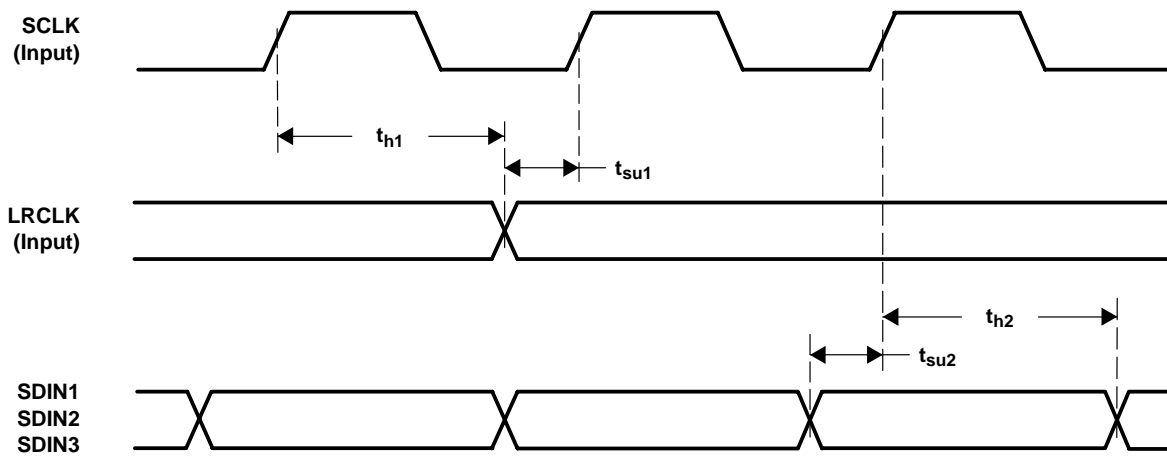 SCLK
(Input)
th1
tsu1
LRCLK
(Input)
th2
tsu2
SDIN1
SDIN2
SDIN3